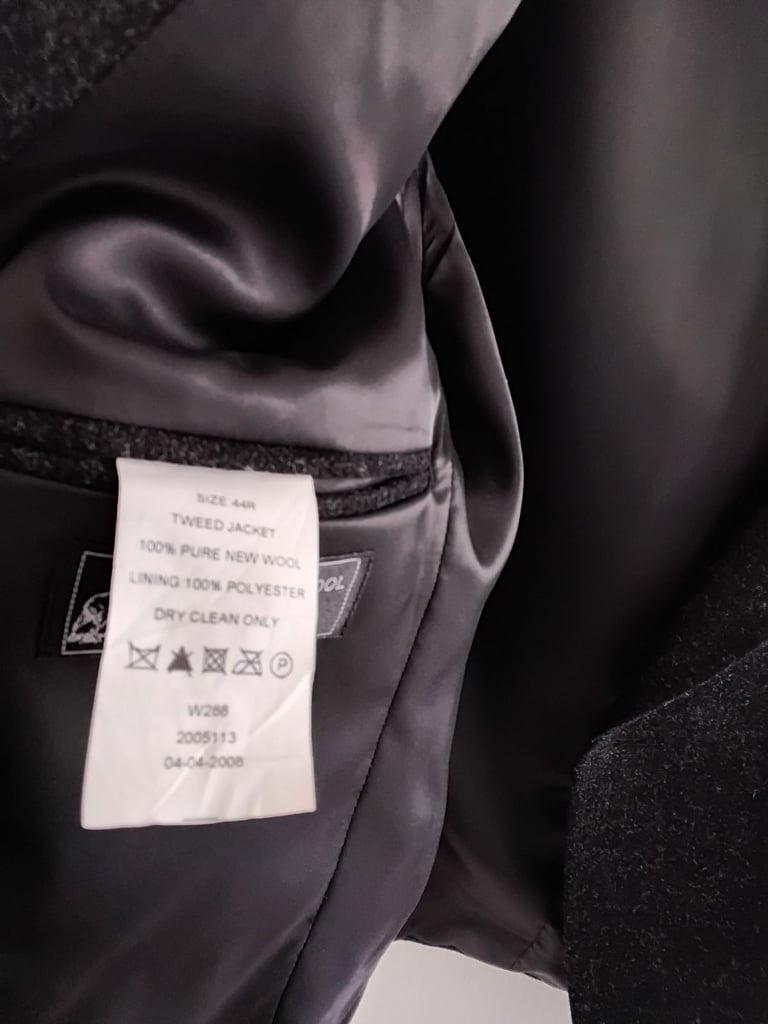 SIZE 44R
TWEED JACKET
100% PURE NEW WOOL
LINING:100% POLYESTER
DRY CLEAN ONLY
P
W288
2005113
04-04-2008
OOL